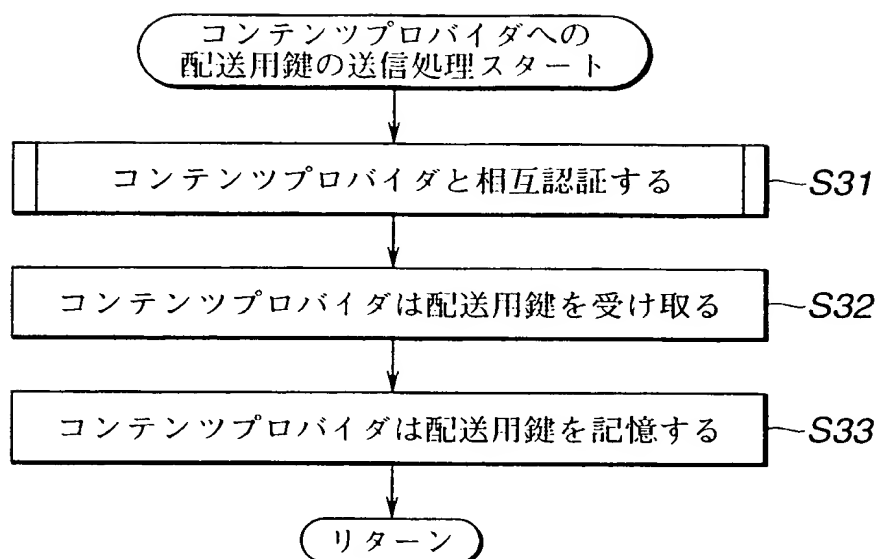 コンテンツプロバイダへの
配送用鍵の送信処理スタート
コンテンツプロバイダと相互認証する
S31
コンテンツプロバイダは配送用鍵を受け取る
S32
コンテンツプロバイダは配送用鍵を記憶する
S33
リターン